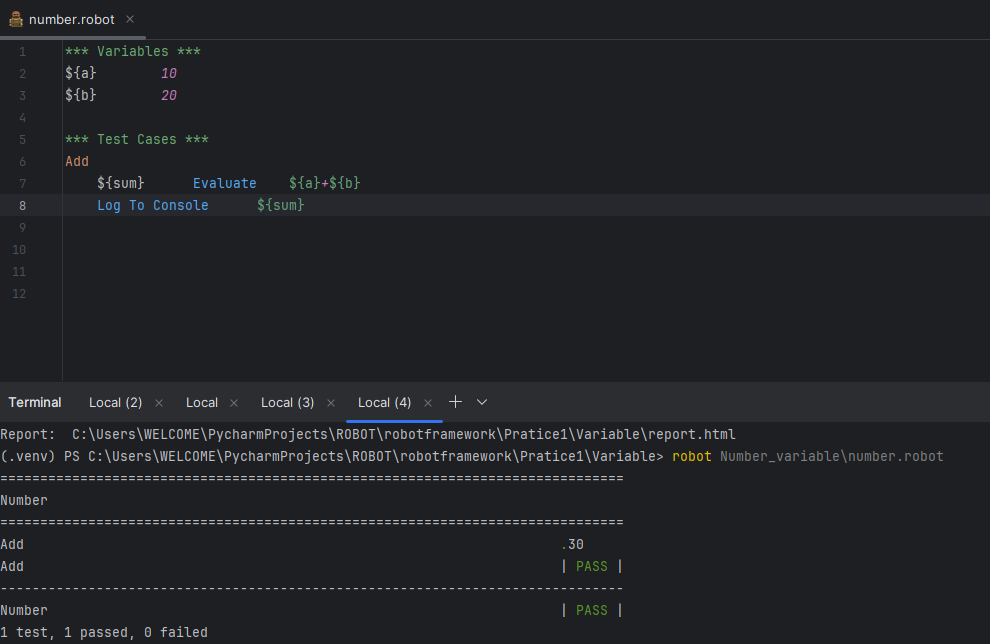 number.robot ×
1 *** Variables ***
2 ${a} 10
3 ${b} 20
4
5 *** Test Cases ***
6 Add
7 ${sum} Evaluate ${a}+${b}
8 Log To Console ${sum}
9
10
11
12
Terminal Local (2) × Local × Local (3) × Local (4) × +
Report: C:\Users\WELCOME\PycharmProjects\ROBOT\robotframework\Pratice1\Variable\report.html
(.venv) PS C:\Users\WELCOME\PycharmProjects\ROBOT\robotframework\Pratice1\Variable> robot Number_variable\number.robot
==============================================================================
Number
==============================================================================
Add .30
Add | PASS |
------------------------------------------------------------------------------
Number | PASS |
1 test, 1 passed, 0 failed